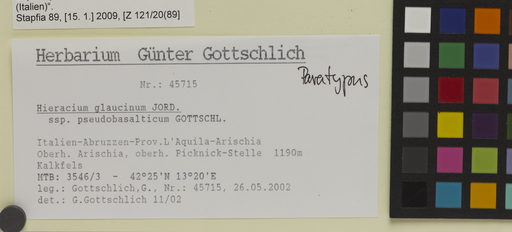 (Italien)".
Stapfia 89, [15. 1.] 2009, [Z 121/20(89]
Herbarium Günter Gottschlich
Paratypus
Nr.: 45715
Hieracium glaucinum JORD.
ssp. pseudobasalticum GOTTSCHL.
Italien-Abruzzen-Prov.L'Aquila-Arischia
Oberh. Arischia, oberh. Picknick-Stelle 1190m
Kalkfels
MTB: 3546/3 - 42°25'N 13°20'E
leg.: Gottschlich,G., Nr.: 45715, 26.05.2002
det.: G.Gottschlich 11/02